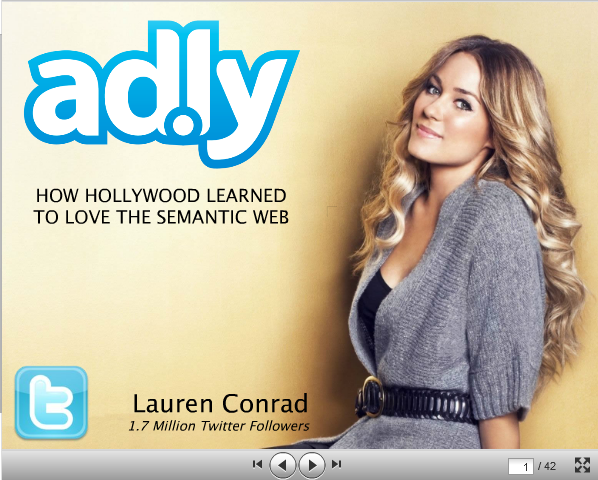 ad.ly
HOW HOLLYWOOD LEARNED
TO LOVE THE SEMANTIC WEB
t
Lauren Conrad
1.7 Million Twitter Followers
1 / 42